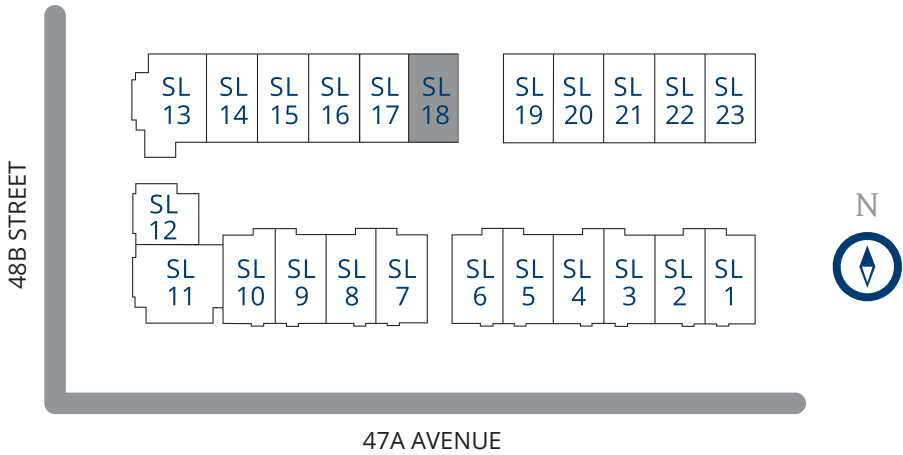 SL SL SL SL SL SL SL SL SL SL SL
13 14 15 16 17 18 19 20 21 22 23
48B STREET
SL
12
N
SL SL SL SL SL SL SL SL SL SL SL
11 10 9 8 7 6 5 4 3 2 1
47A AVENUE